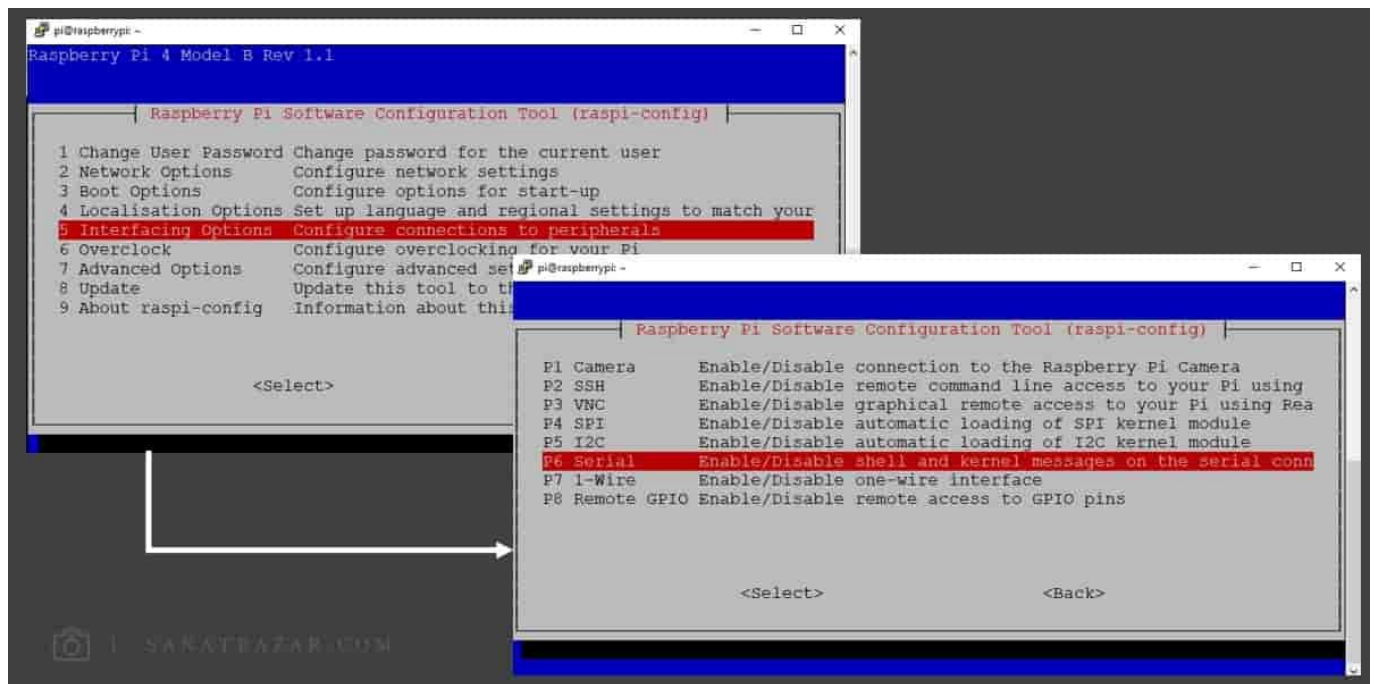 pi@raspberrypi: ~
Raspberry Pi 4 Model B Rev 1.1
Raspberry Pi Software Configuration Tool (raspi-config)
1 Change User Password Change password for the current user
2 Network Options Configure network settings
3 Boot Options Configure options for start-up
4 Localisation Options Set up language and regional settings to match your
5 Interfacing Options Configure connections to peripherals
6 Overclock Configure overclocking for your Pi
7 Advanced Options Configure advanced set
8 Update Update this tool to th
9 About raspi-config Information about this
<Select>
pi@raspberrypi: ~
Raspberry Pi Software Configuration Tool (raspi-config)
P1 Camera Enable/Disable connection to the Raspberry Pi Camera
P2 SSH Enable/Disable remote command line access to your Pi using
P3 VNC Enable/Disable graphical remote access to your Pi using Rea
P4 SPI Enable/Disable automatic loading of SPI kernel module
P5 I2C Enable/Disable automatic loading of I2C kernel module
P6 Serial Enable/Disable shell and kernel messages on the serial conn
P7 1-Wire Enable/Disable one-wire interface
P8 Remote GPIO Enable/Disable remote access to GPIO pins
<Select> <Back>
SANATBAZAR.COM